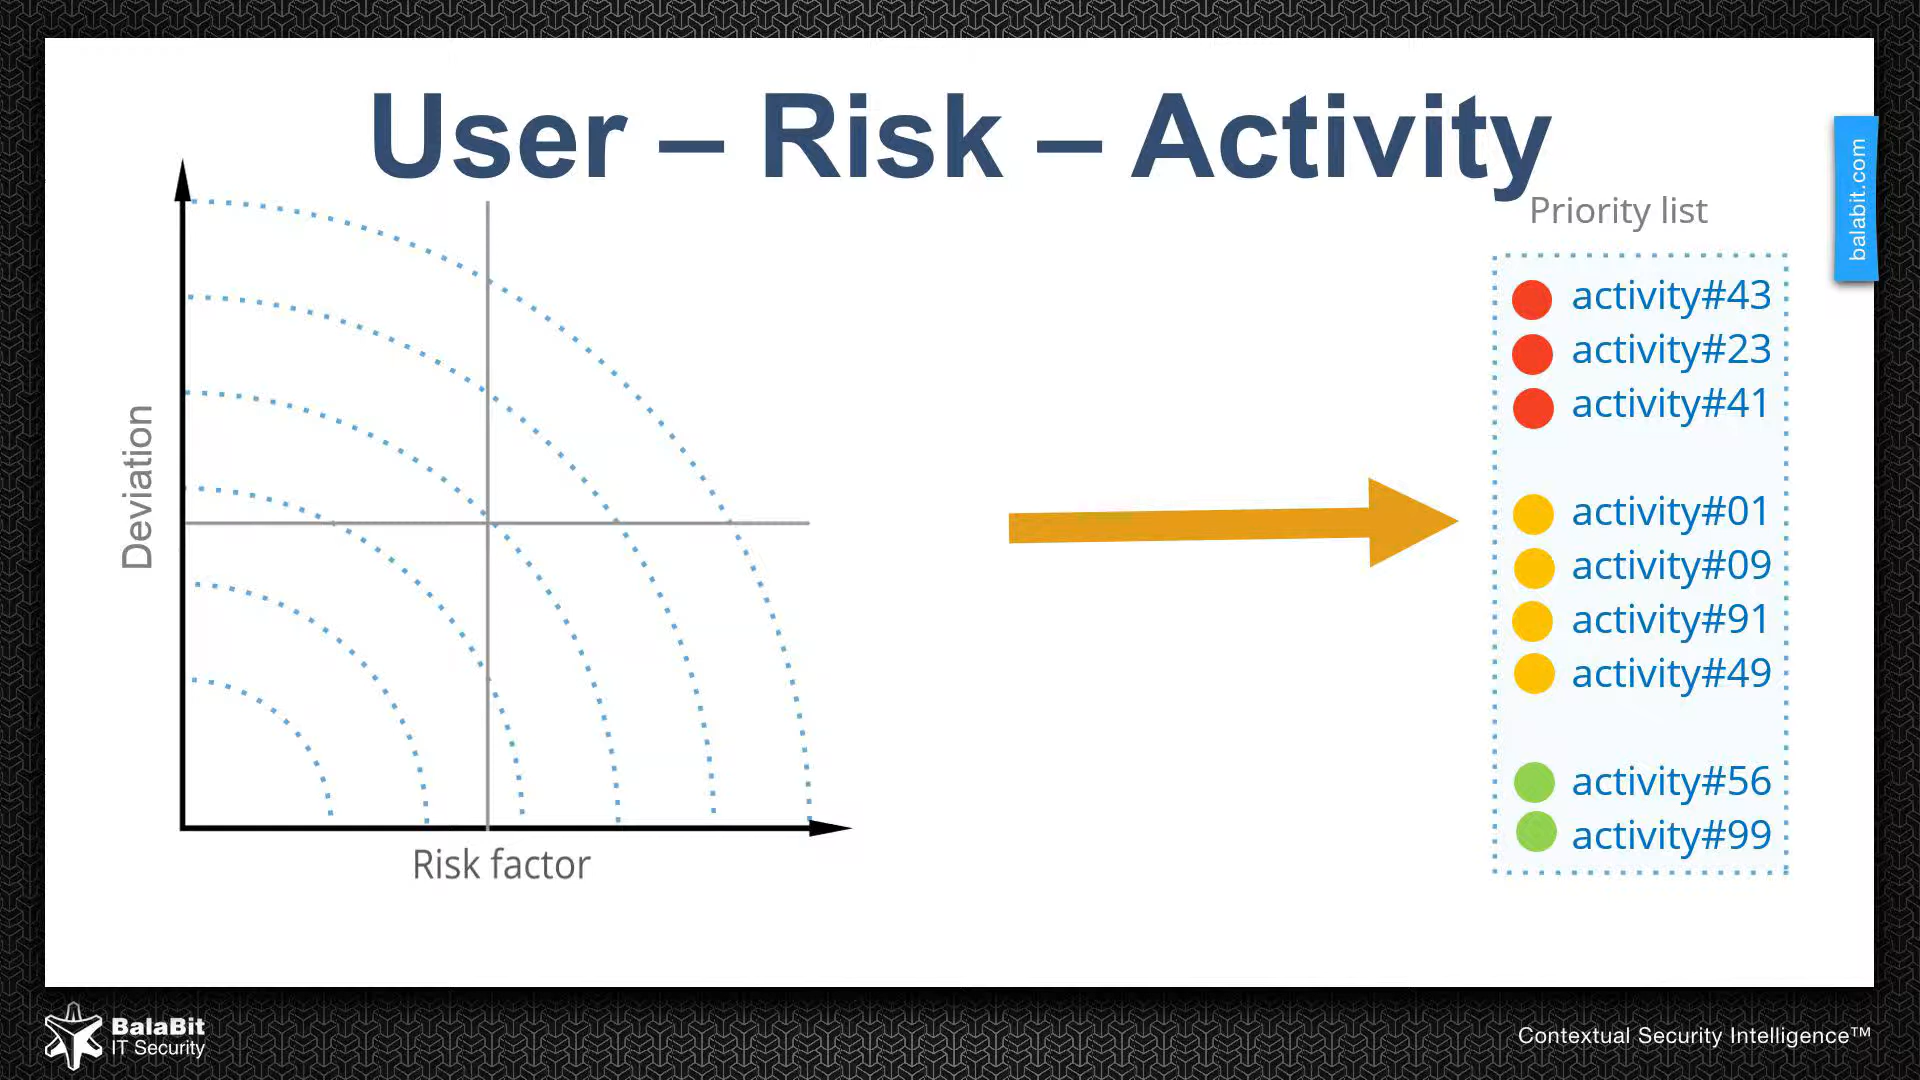 User – Risk – Activity
balabit.com
Priority list
activity#43
activity#23
activity#41
activity#01
activity#09
activity#91
activity#49
activity#56
activity#99
Deviation
Risk factor
BalaBit
IT Security
Contextual Security Intelligence™